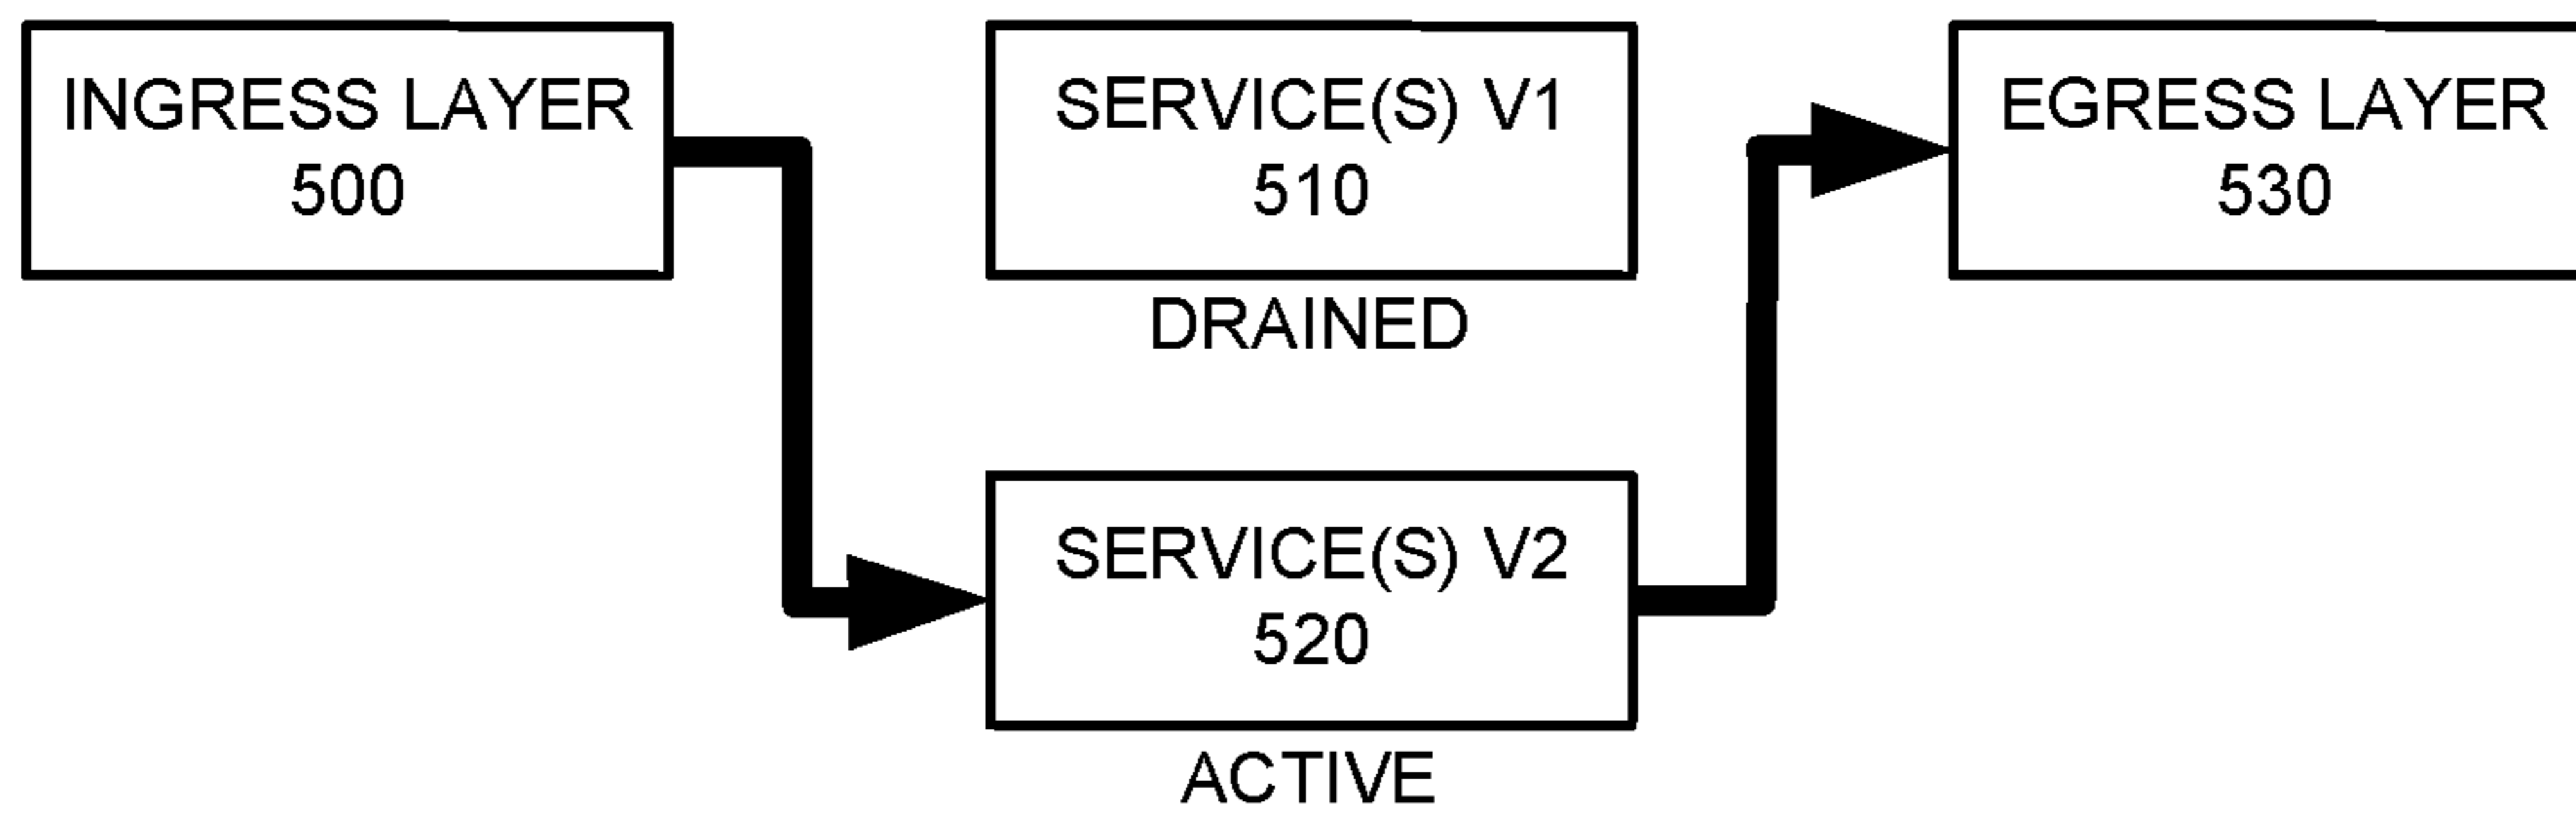 INGRESS LAYER
500
SERVICE(S) V1
510
DRAINED
EGRESS LAYER
530
SERVICE(S) V2
520
ACTIVE